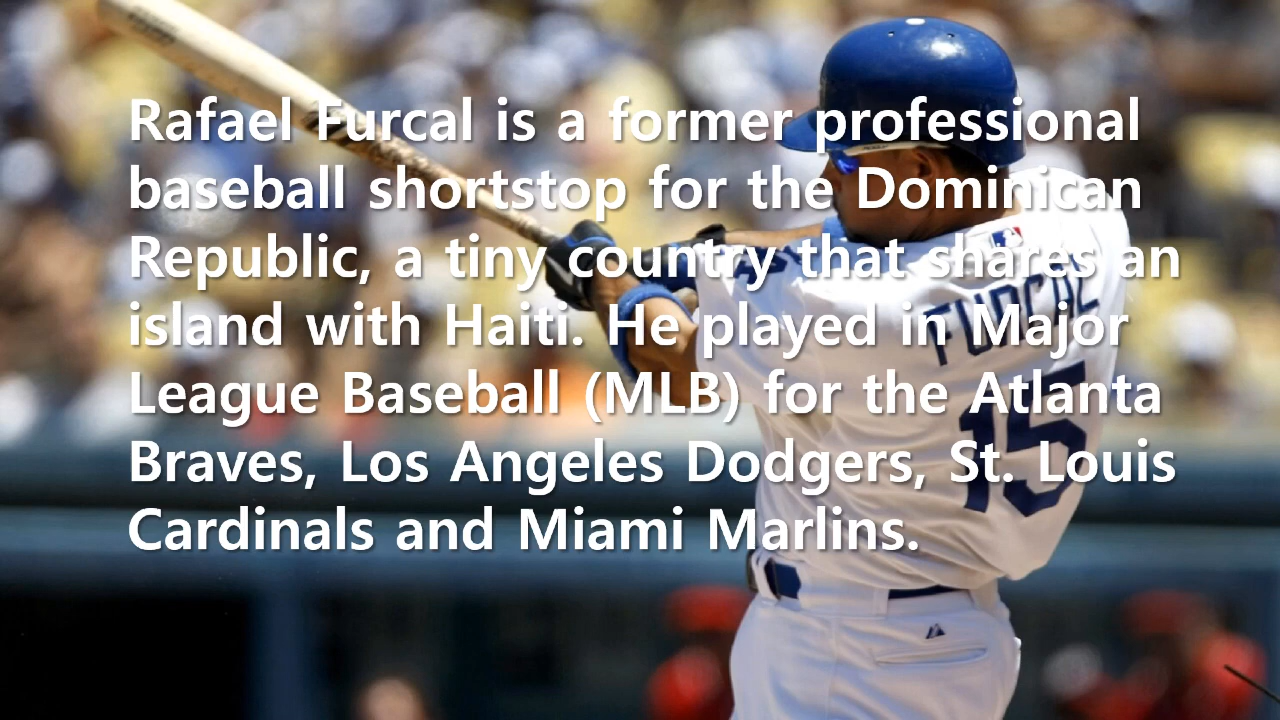 Rafael Furcal is a former professional
baseball shortstop for the Dominican
Republic, a tiny country that shares an
island with Haiti. He played in Major
League Baseball (MLB) for the Atlanta
Braves, Los Angeles Dodgers, St. Louis
Cardinals and Miami Marlins.
FURCAL
15